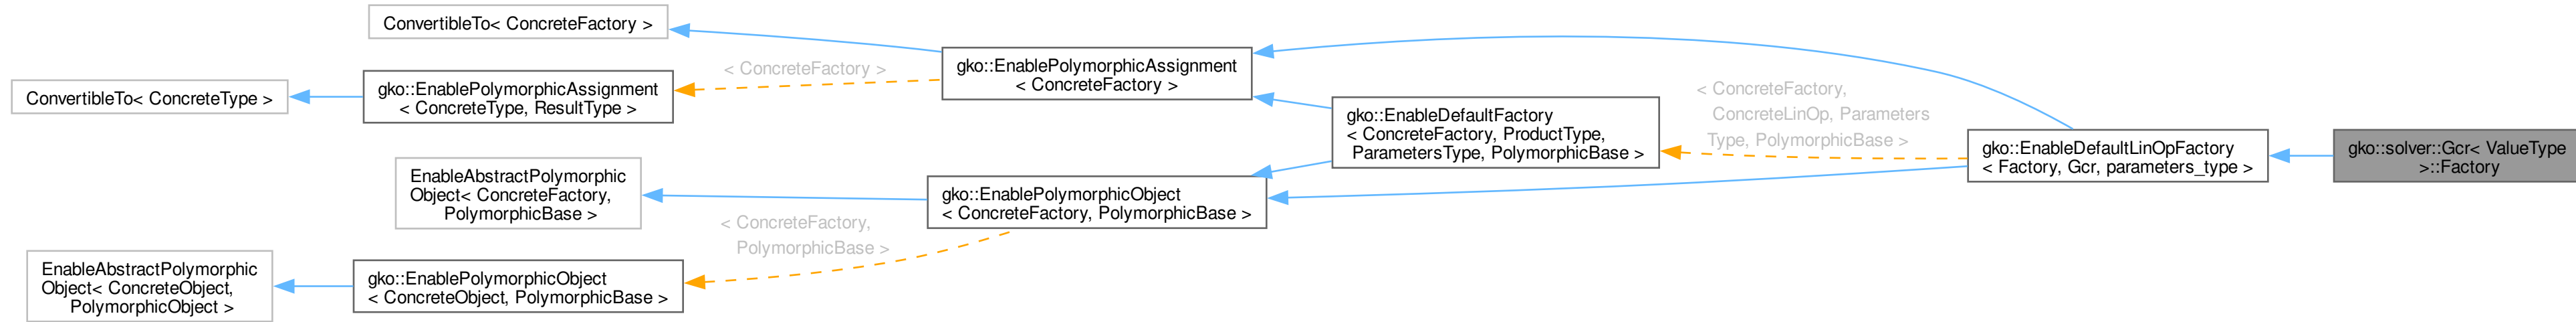 ConvertibleTo< ConcreteFactory >
ConvertibleTo< ConcreteType >
gko::EnablePolymorphicAssignment
< ConcreteType, ResultType >
< ConcreteFactory >
gko::EnablePolymorphicAssignment
< ConcreteFactory >
EnableAbstractPolymorphic
Object< ConcreteFactory,
PolymorphicBase >
EnableAbstractPolymorphic
Object< ConcreteObject,
PolymorphicObject >
gko::EnablePolymorphicObject
< ConcreteObject, PolymorphicBase >
< ConcreteFactory,
PolymorphicBase >
gko::EnablePolymorphicObject
< ConcreteFactory, PolymorphicBase >
gko::EnableDefaultFactory
< ConcreteFactory, ProductType,
ParametersType, PolymorphicBase >
< ConcreteFactory,
ConcreteLinOp, Parameters
Type, PolymorphicBase >
gko::EnableDefaultLinOpFactory
< Factory, Gcr, parameters_type >
gko::solver::Gcr< ValueType
>::Factory